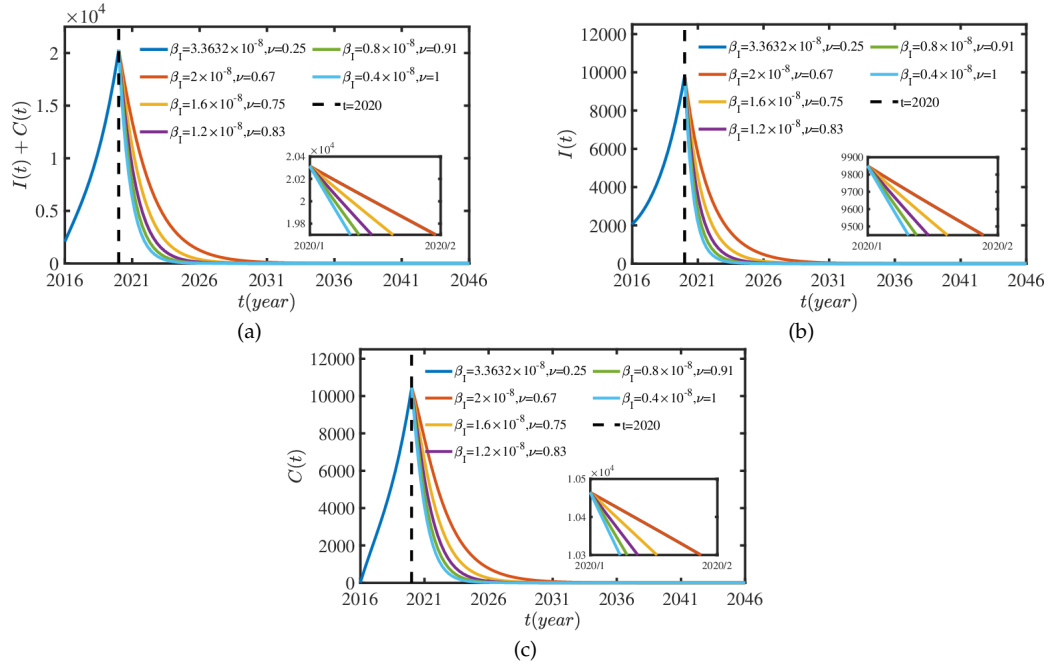 ×10⁴
2
1.5
1
0.5
0
I(t) + C(t)
β_I=3.3632×10⁻⁸,ν=0.25
β_I=2×10⁻⁸,ν=0.67
β_I=1.6×10⁻⁸,ν=0.75
β_I=1.2×10⁻⁸,ν=0.83
β_I=0.8×10⁻⁸,ν=0.91
β_I=0.4×10⁻⁸,ν=1
t=2020
×10⁴
2.04
2.02
2
1.98
2020/1 2020/2
2016 2021 2026 2031 2036 2041 2046
t(year)
(a)
12000
10000
8000
6000
4000
2000
0
I(t)
β_I=3.3632×10⁻⁸,ν=0.25
β_I=2×10⁻⁸,ν=0.67
β_I=1.6×10⁻⁸,ν=0.75
β_I=1.2×10⁻⁸,ν=0.83
β_I=0.8×10⁻⁸,ν=0.91
β_I=0.4×10⁻⁸,ν=1
t=2020
9900
9800
9700
9600
9500
2020/1 2020/2
2016 2021 2026 2031 2036 2041 2046
t(year)
(b)
12000
10000
8000
6000
4000
2000
0
C(t)
β_I=3.3632×10⁻⁸,ν=0.25
β_I=2×10⁻⁸,ν=0.67
β_I=1.6×10⁻⁸,ν=0.75
β_I=1.2×10⁻⁸,ν=0.83
β_I=0.8×10⁻⁸,ν=0.91
β_I=0.4×10⁻⁸,ν=1
t=2020
×10⁴
1.05
1.04
1.03
2020/1 2020/2
2016 2021 2026 2031 2036 2041 2046
t(year)
(c)